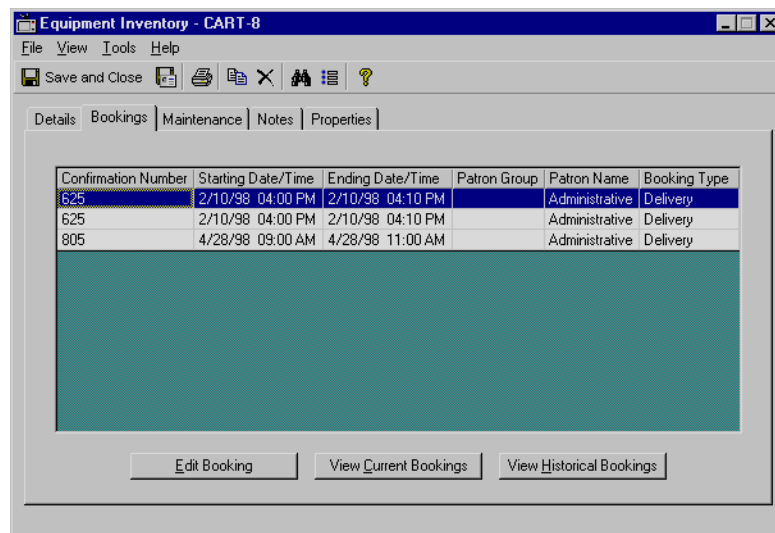 Equipment Inventory - CART-8
File View Tools Help
Save and Close
Details Bookings Maintenance Notes Properties
Confirmation Number Starting Date/Time Ending Date/Time Patron Group Patron Name Booking Type
625 2/10/98 04:00 PM 2/10/98 04:10 PM Administrative Delivery
625 2/10/98 04:00 PM 2/10/98 04:10 PM Administrative Delivery
805 4/28/98 09:00 AM 4/28/98 11:00 AM Administrative Delivery
Edit Booking View Current Bookings View Historical Bookings